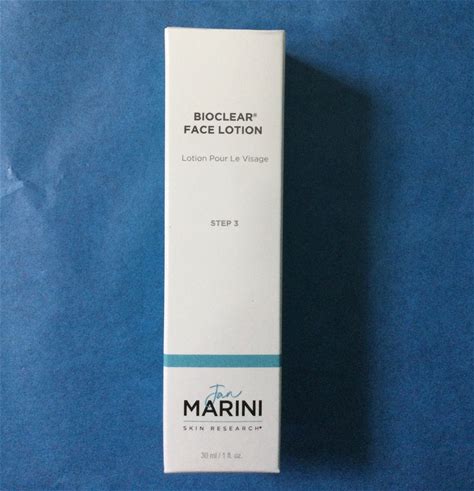 BIOCLEAR®
FACE LOTION
Lotion Pour Le Visage
STEP 3
Jan
MARINI
SKIN RESEARCH®
30 ml / 1 fl. oz.